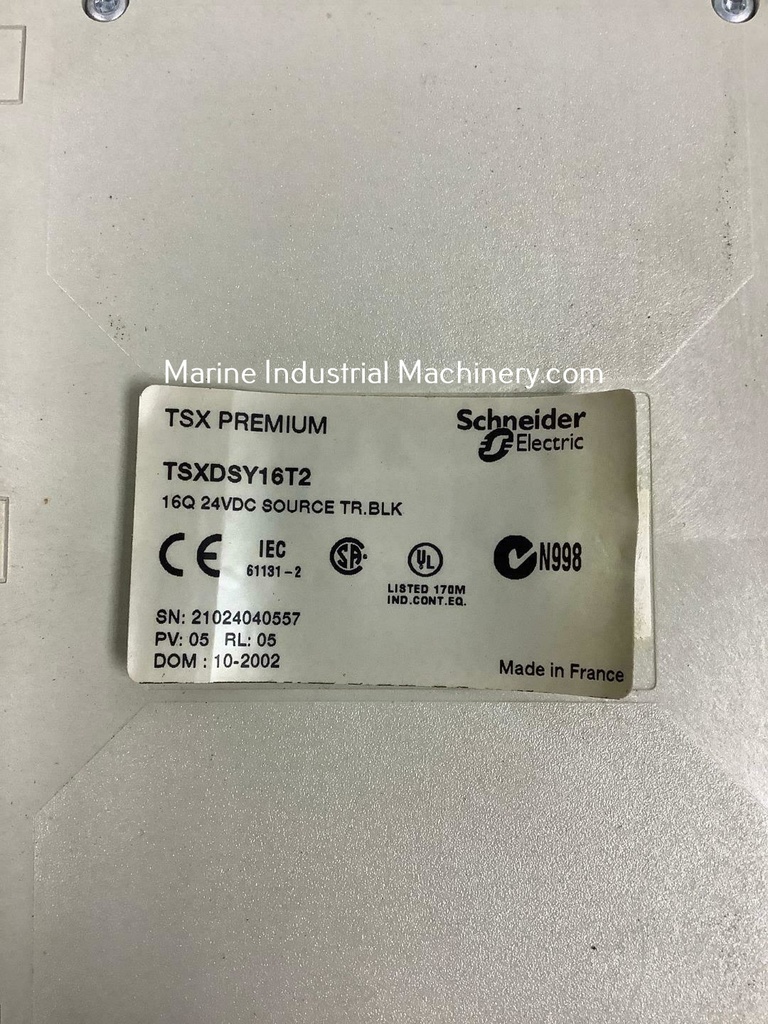 Marine Industrial Machinery.com
TSX PREMIUM
Schneider
Electric
TSXDSY16T2
16Q 24VDC SOURCE TR.BLK
CE
IEC
61131-2
SA
UL
N998
LISTED 170M
IND.CONT.EQ.
SN: 21024040557
PV: 05 RL: 05
DOM : 10-2002
Made in France